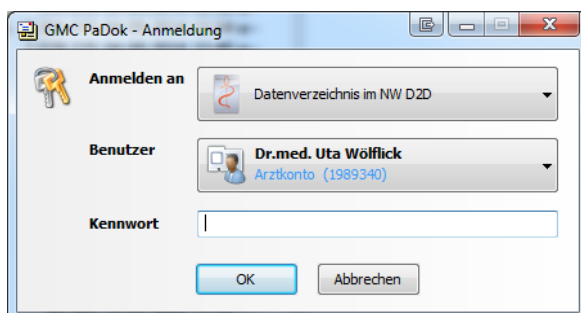 GMC PaDok - Anmeldung
Anmelden an
Datenverzeichnis im NW D2D
Benutzer
Dr.med. Uta Wölflick
Arztkonto (1989340)
Kennwort
OK
Abbrechen